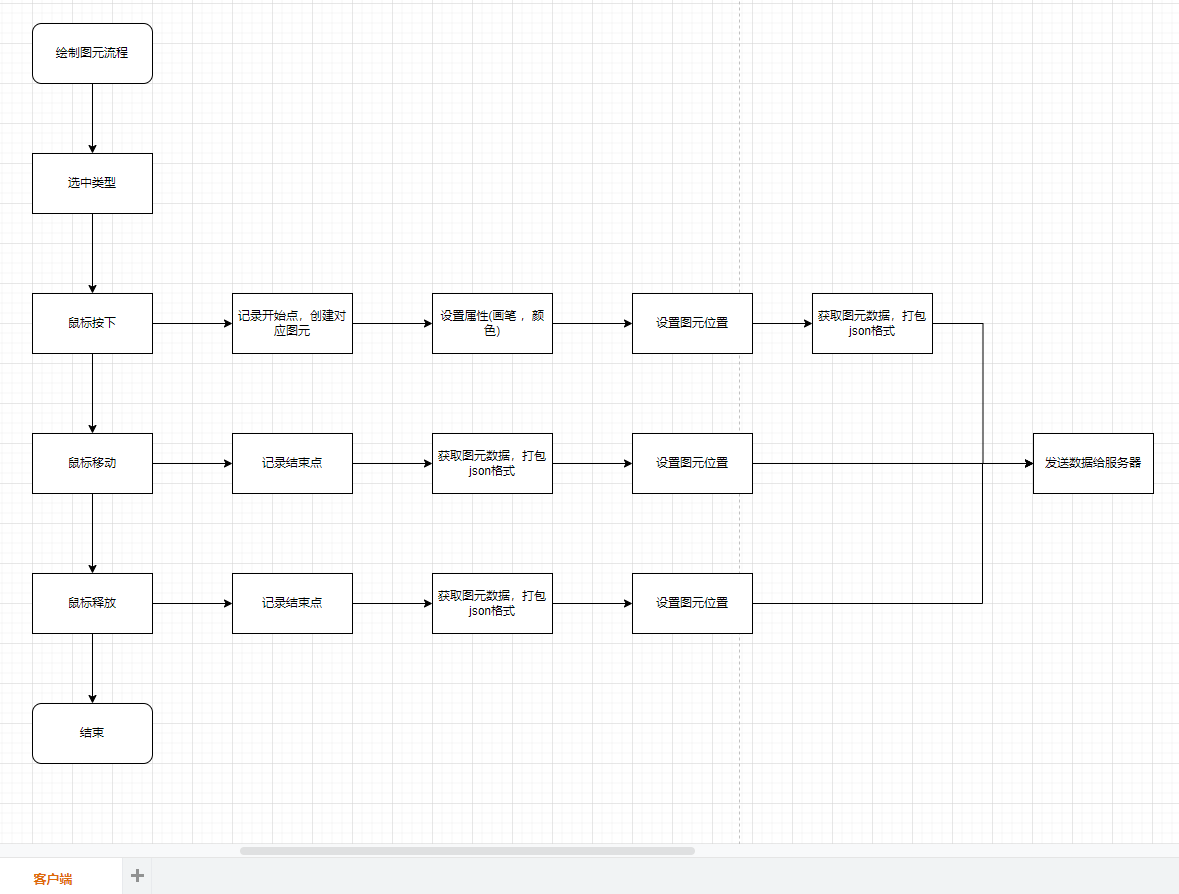 绘制图元流程
选中类型
鼠标按下
记录开始点，创建对
应图元
设置属性(画笔 ，颜
色)
设置图元位置
获取图元数据，打包
json格式
鼠标移动
记录结束点
获取图元数据，打包
json格式
设置图元位置
发送数据给服务器
鼠标释放
记录结束点
获取图元数据，打包
json格式
设置图元位置
结束
客户端